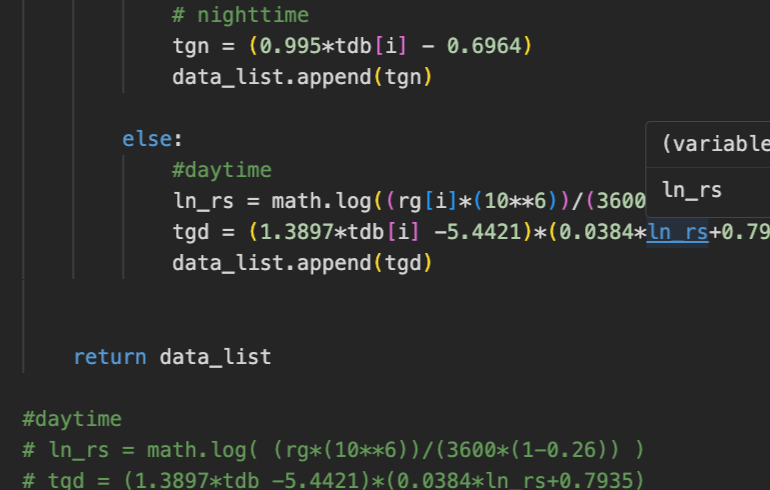 # nighttime
tgn = (0.995*tdb[i] - 0.6964)
data_list.append(tgn)
else:
(variable
#daytime
ln_rs = math.log((rg[i]*(10**6))/(3600
ln_rs
tgd = (1.3897*tdb[i] -5.4421)*(0.0384*ln_rs+0.79
data_list.append(tgd)
return data_list
#daytime
# ln_rs = math.log( (rg*(10**6))/(3600*(1-0.26)) )
# tgd = (1.3897*tdb -5.4421)*(0.0384*ln_rs+0.7935)